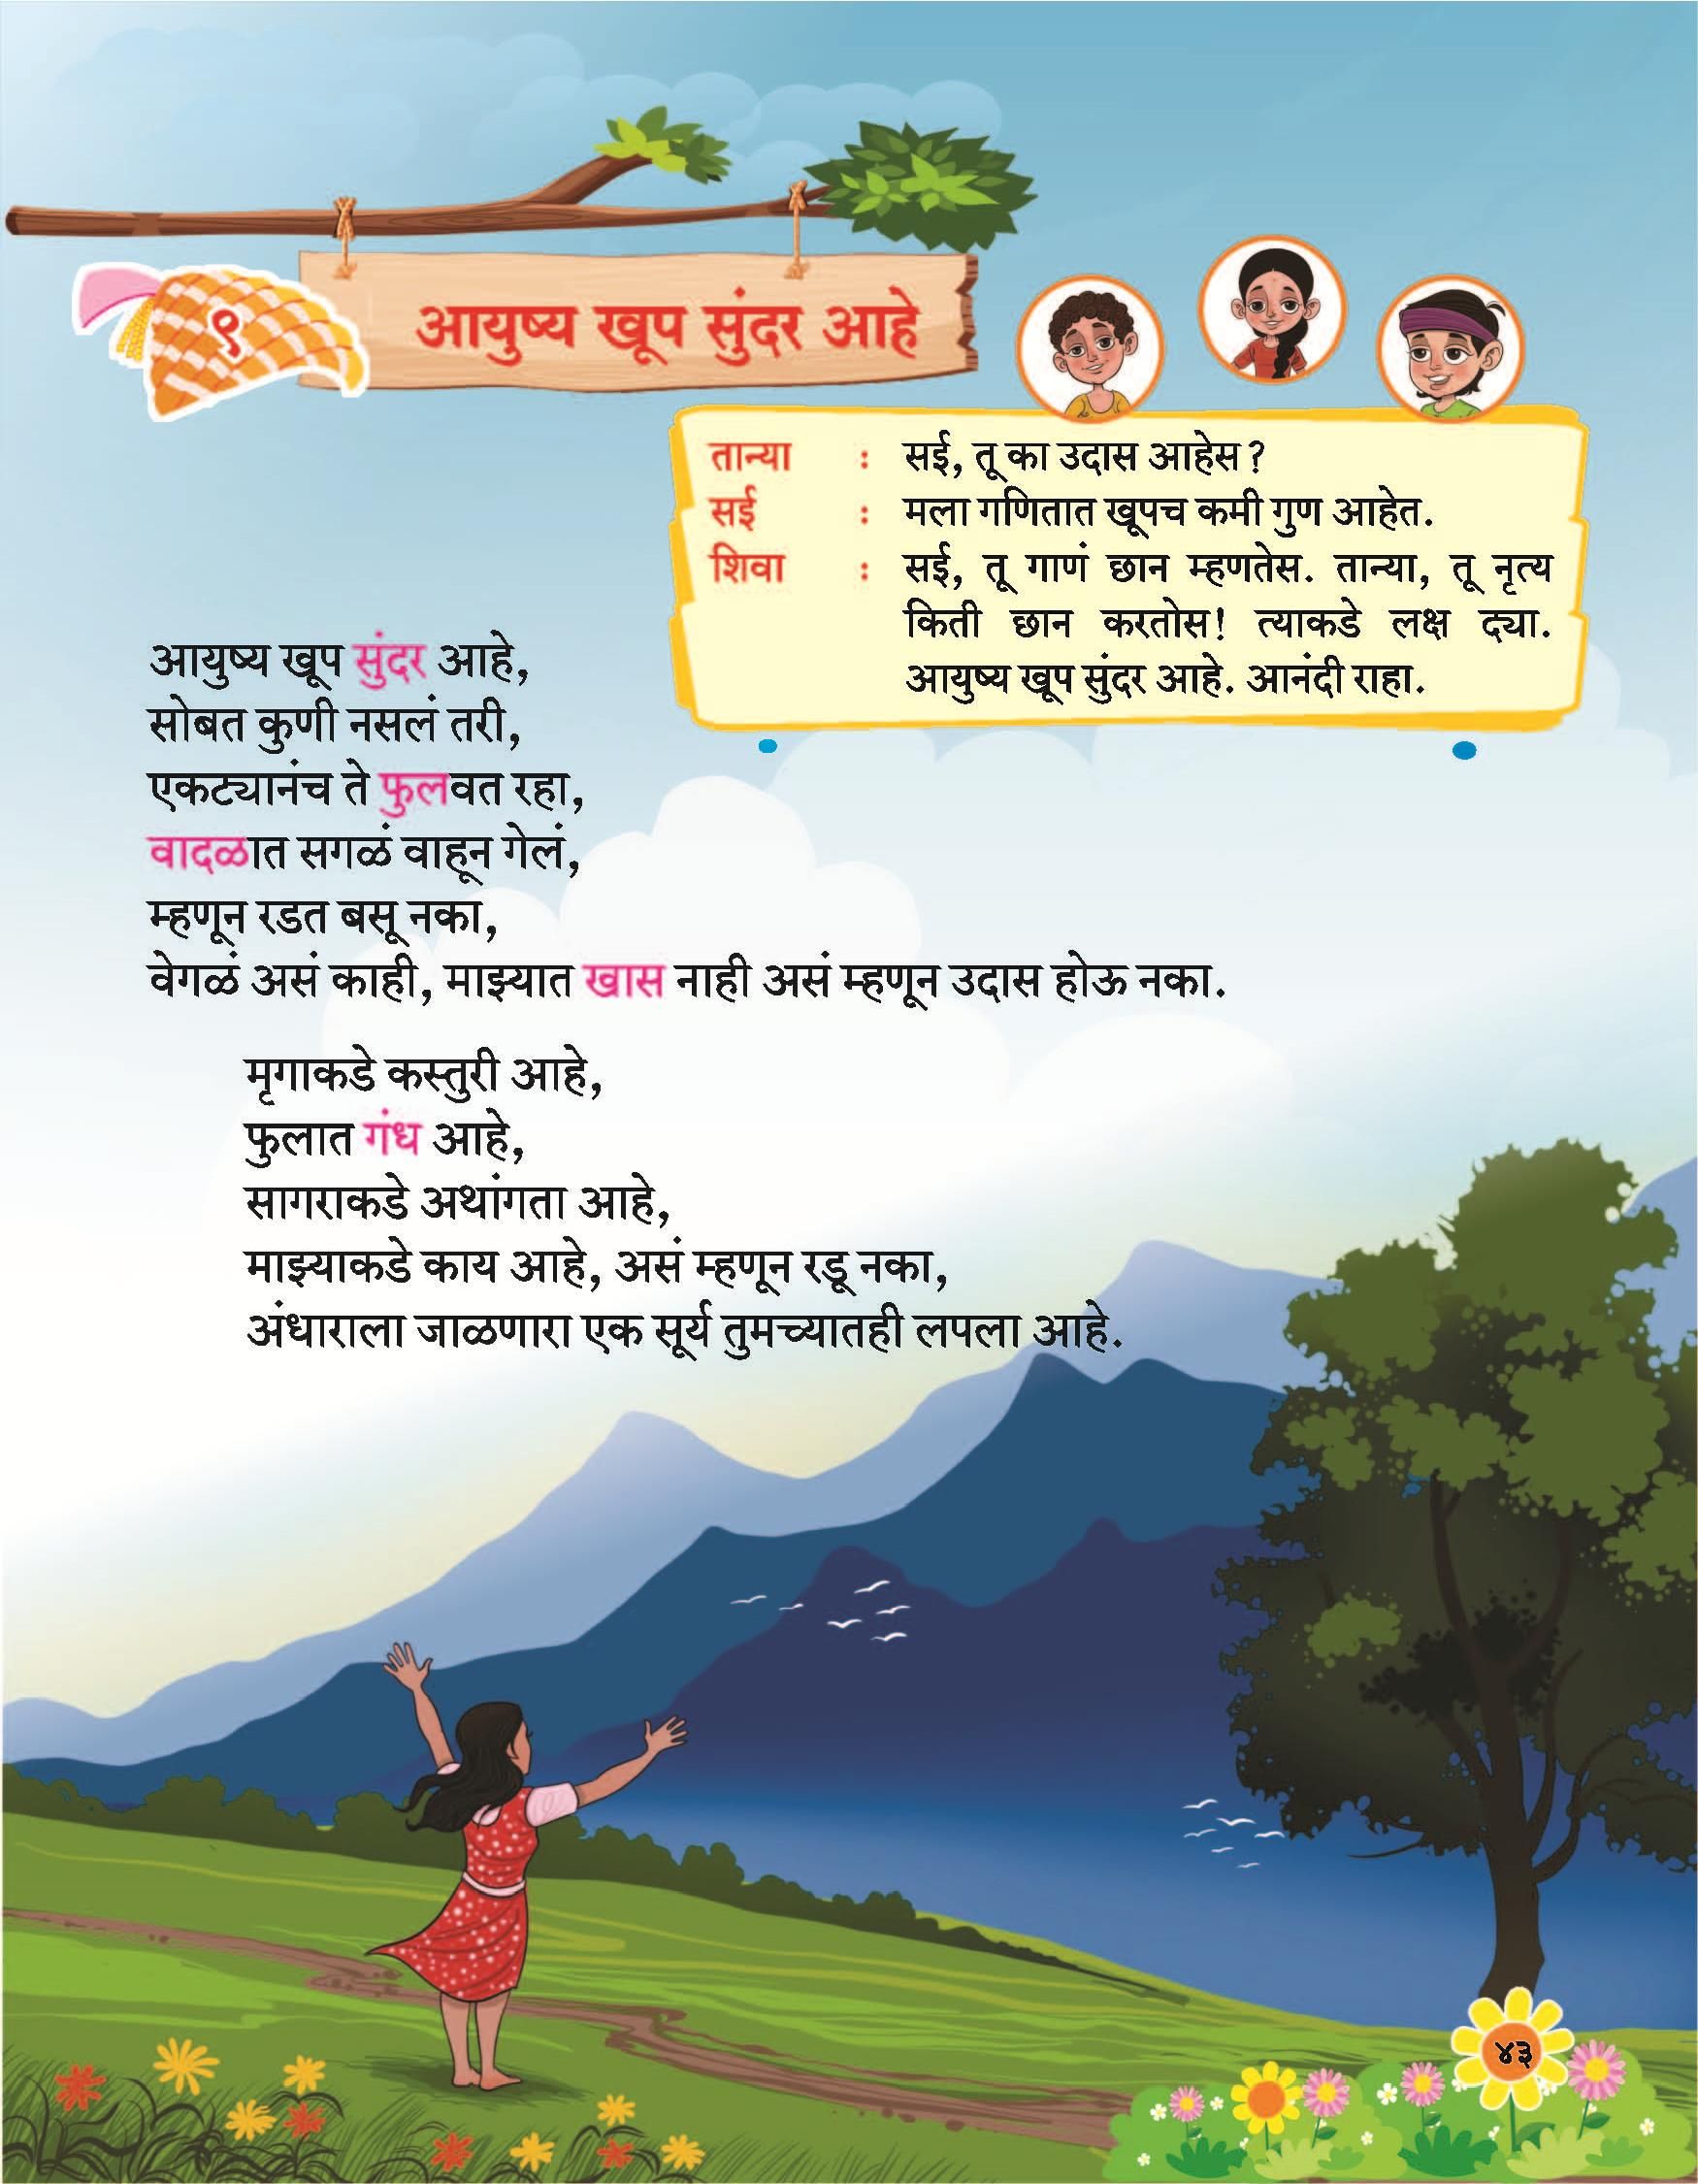 ९
आयुष्य खूप सुंदर आहे
तान्या : सई, तू का उदास आहेस?
सई : मला गणितात खूपच कमी गुण आहेत.
शिवा : सई, तू गाणं छान म्हणतेस. तान्या, तू नृत्य
किती छान करतोस! त्याकडे लक्ष द्या.
आयुष्य खूप सुंदर आहे. आनंदी राहा.
आयुष्य खूप सुंदर आहे,
सोबत कुणी नसलं तरी,
एकट्यानंच ते फुलवत रहा,
वादळात सगळं वाहून गेलं,
म्हणून रडत बसू नका,
वेगळं असं काही, माझ्यात खास नाही असं म्हणून उदास होऊ नका.
मृगाकडे कस्तुरी आहे,
फुलात गंध आहे,
सागराकडे अथांगता आहे,
माझ्याकडे काय आहे, असं म्हणून रडू नका,
अंधाराला जाळणारा एक सूर्य तुमच्यातही लपला आहे.
४३